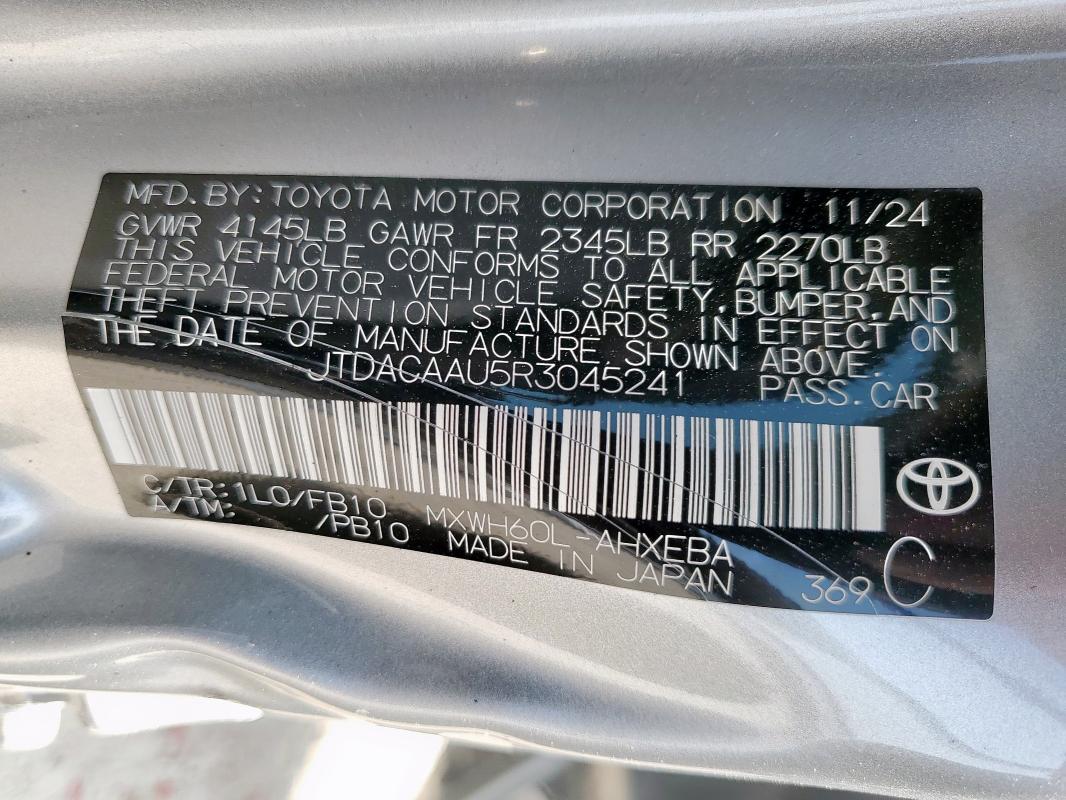 MFD. BY: TOYOTA MOTOR CORPORATION 11/24
GVWR 4145LB GAWR FR 2345LB RR 2270LB
THIS VEHICLE CONFORMS TO ALL APPLICABLE
FEDERAL MOTOR VEHICLE SAFETY, BUMPER, AND
THEFT PREVENTION STANDARDS IN EFFECT ON
THE DATE OF MANUFACTURE SHOWN ABOVE.
JTDACAAU5R3045241 PASS. CAR
C/TR: 1L0/FB10 MXWH60L-AHXEBA
A/TM: /PB10 MADE IN JAPAN 369 C